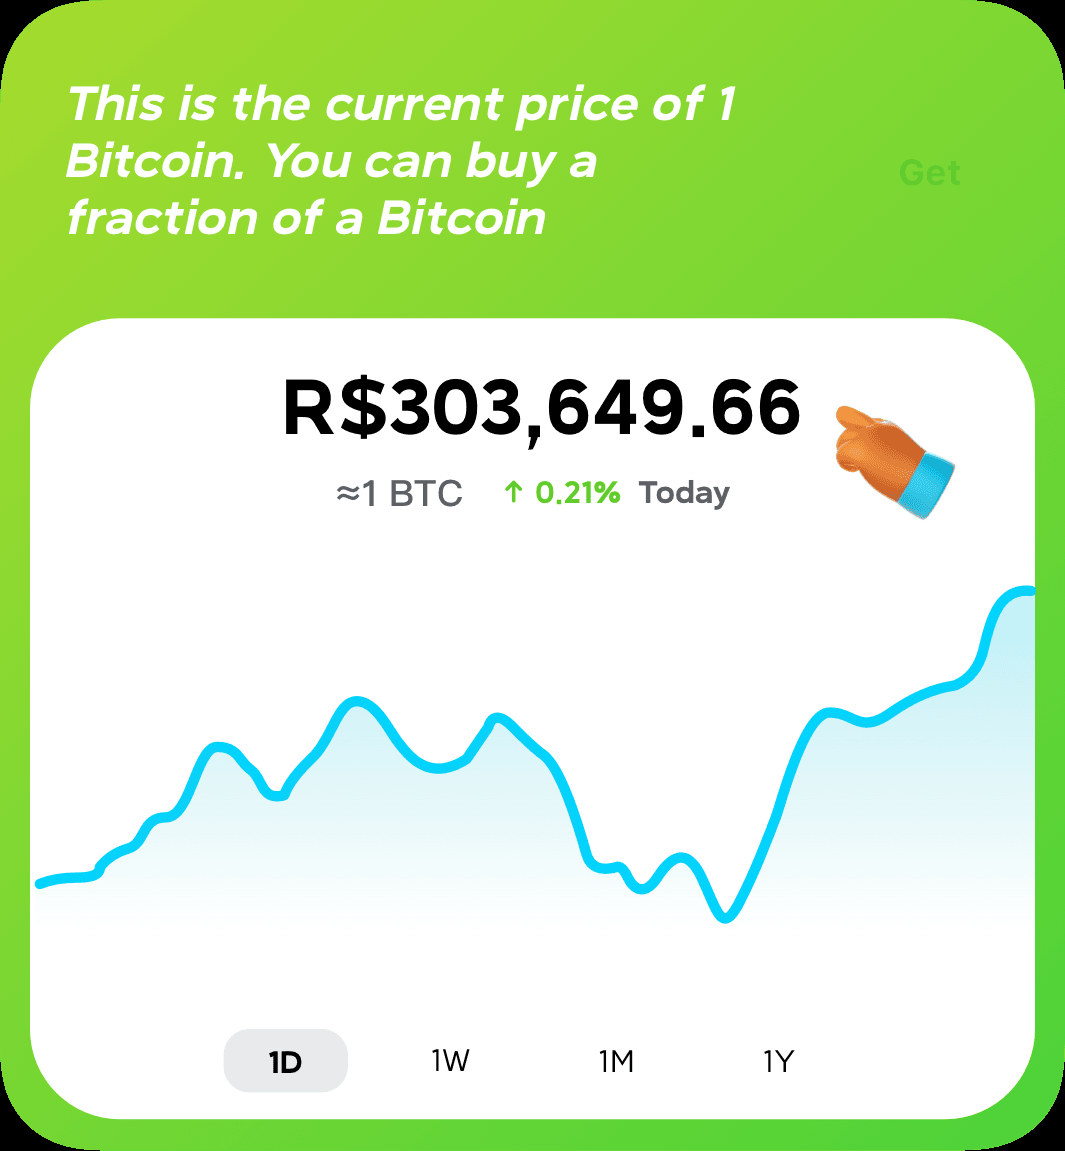 This is the current price of 1
Bitcoin. You can buy a
fraction of a Bitcoin
Get
R$303,649.66
≈1 BTC ↑ 0.21% Today
1D 1W 1M 1Y